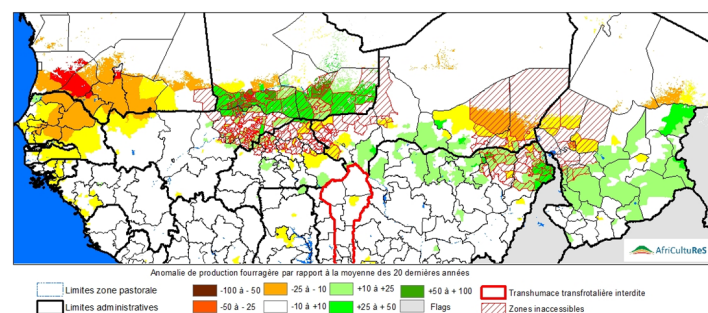 AfriCultuReS
Anomalie de production fourragère par rapport à la moyenne des 20 dernières années
Limites zone pastorale
-100 à - 50
-25 à - 10
+10 à +25
+50 à + 100
Transhumace transfrotalière interdite
Limites administratives
-50 à - 25
-10 à +10
+25 à + 50
Flags
Zones inaccessibles